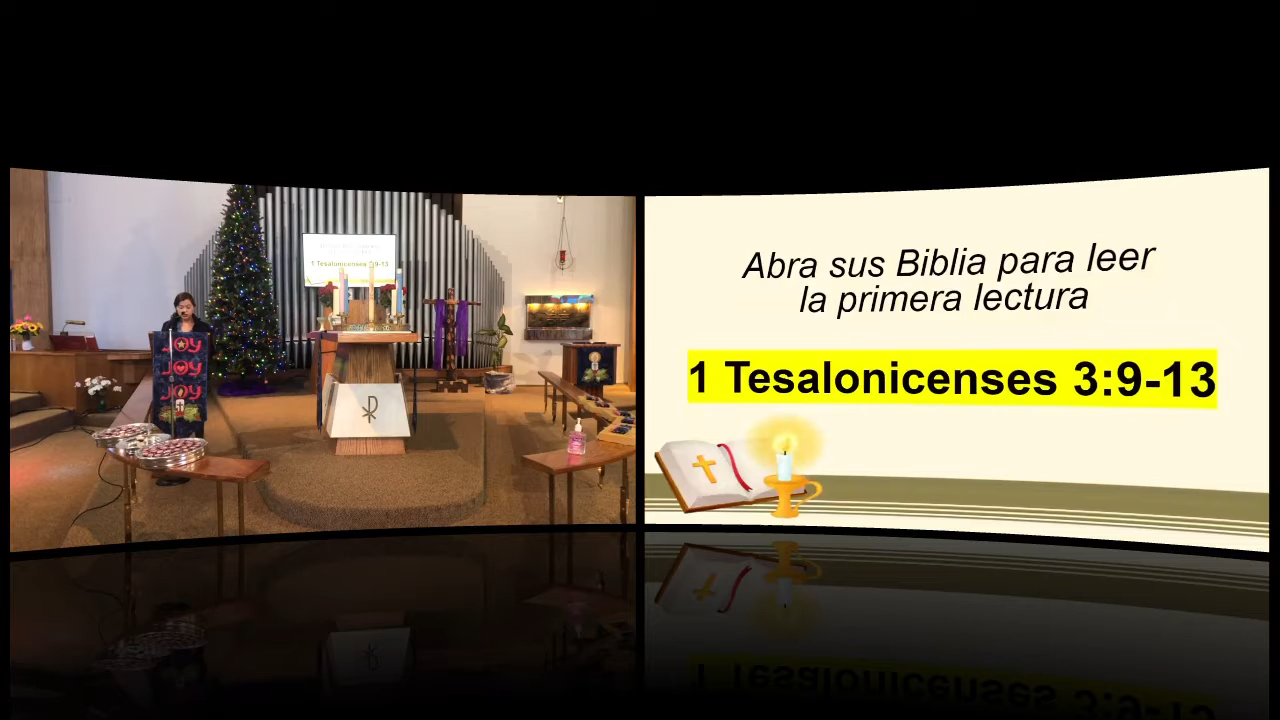 JOY
JOY
JOY
1 Tesalonicenses 3:9-13
Abra sus Biblia para leer
la primera lectura
1 Tesalonicenses 3:9-13